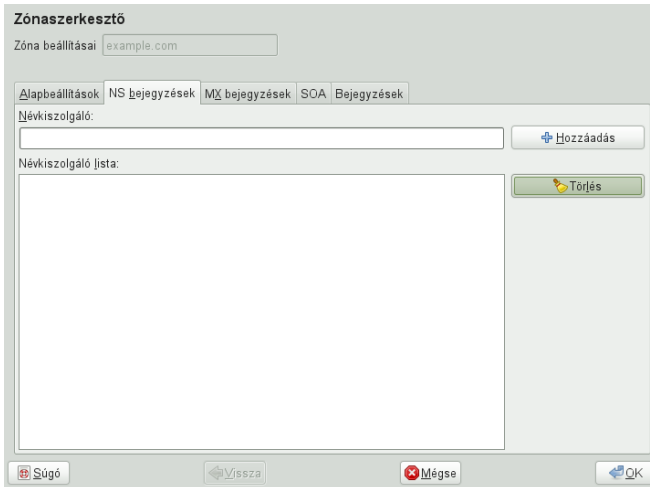 Zónaszerkesztő
Zóna beállításai example.com
Alapbeállítások NS bejegyzések MX bejegyzések SOA Bejegyzések
Névkiszolgáló:
Hozzáadás
Névkiszolgáló lista:
Törlés
Súgó Vissza Mégse OK